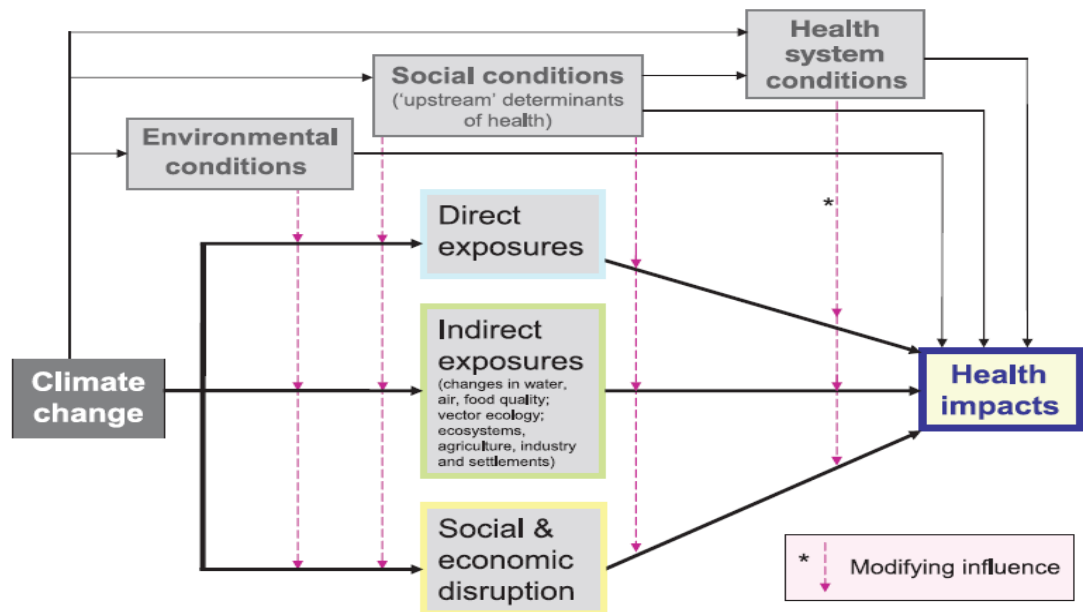 Health
system
conditions
Social conditions
(‘upstream’ determinants
of health)
Environmental
conditions
*
Direct
exposures
Indirect
exposures
(changes in water,
air, food quality;
vector ecology;
ecosystems,
agriculture, industry
and settlements)
Climate
change
Health
impacts
Social &
economic
disruption
* Modifying influence